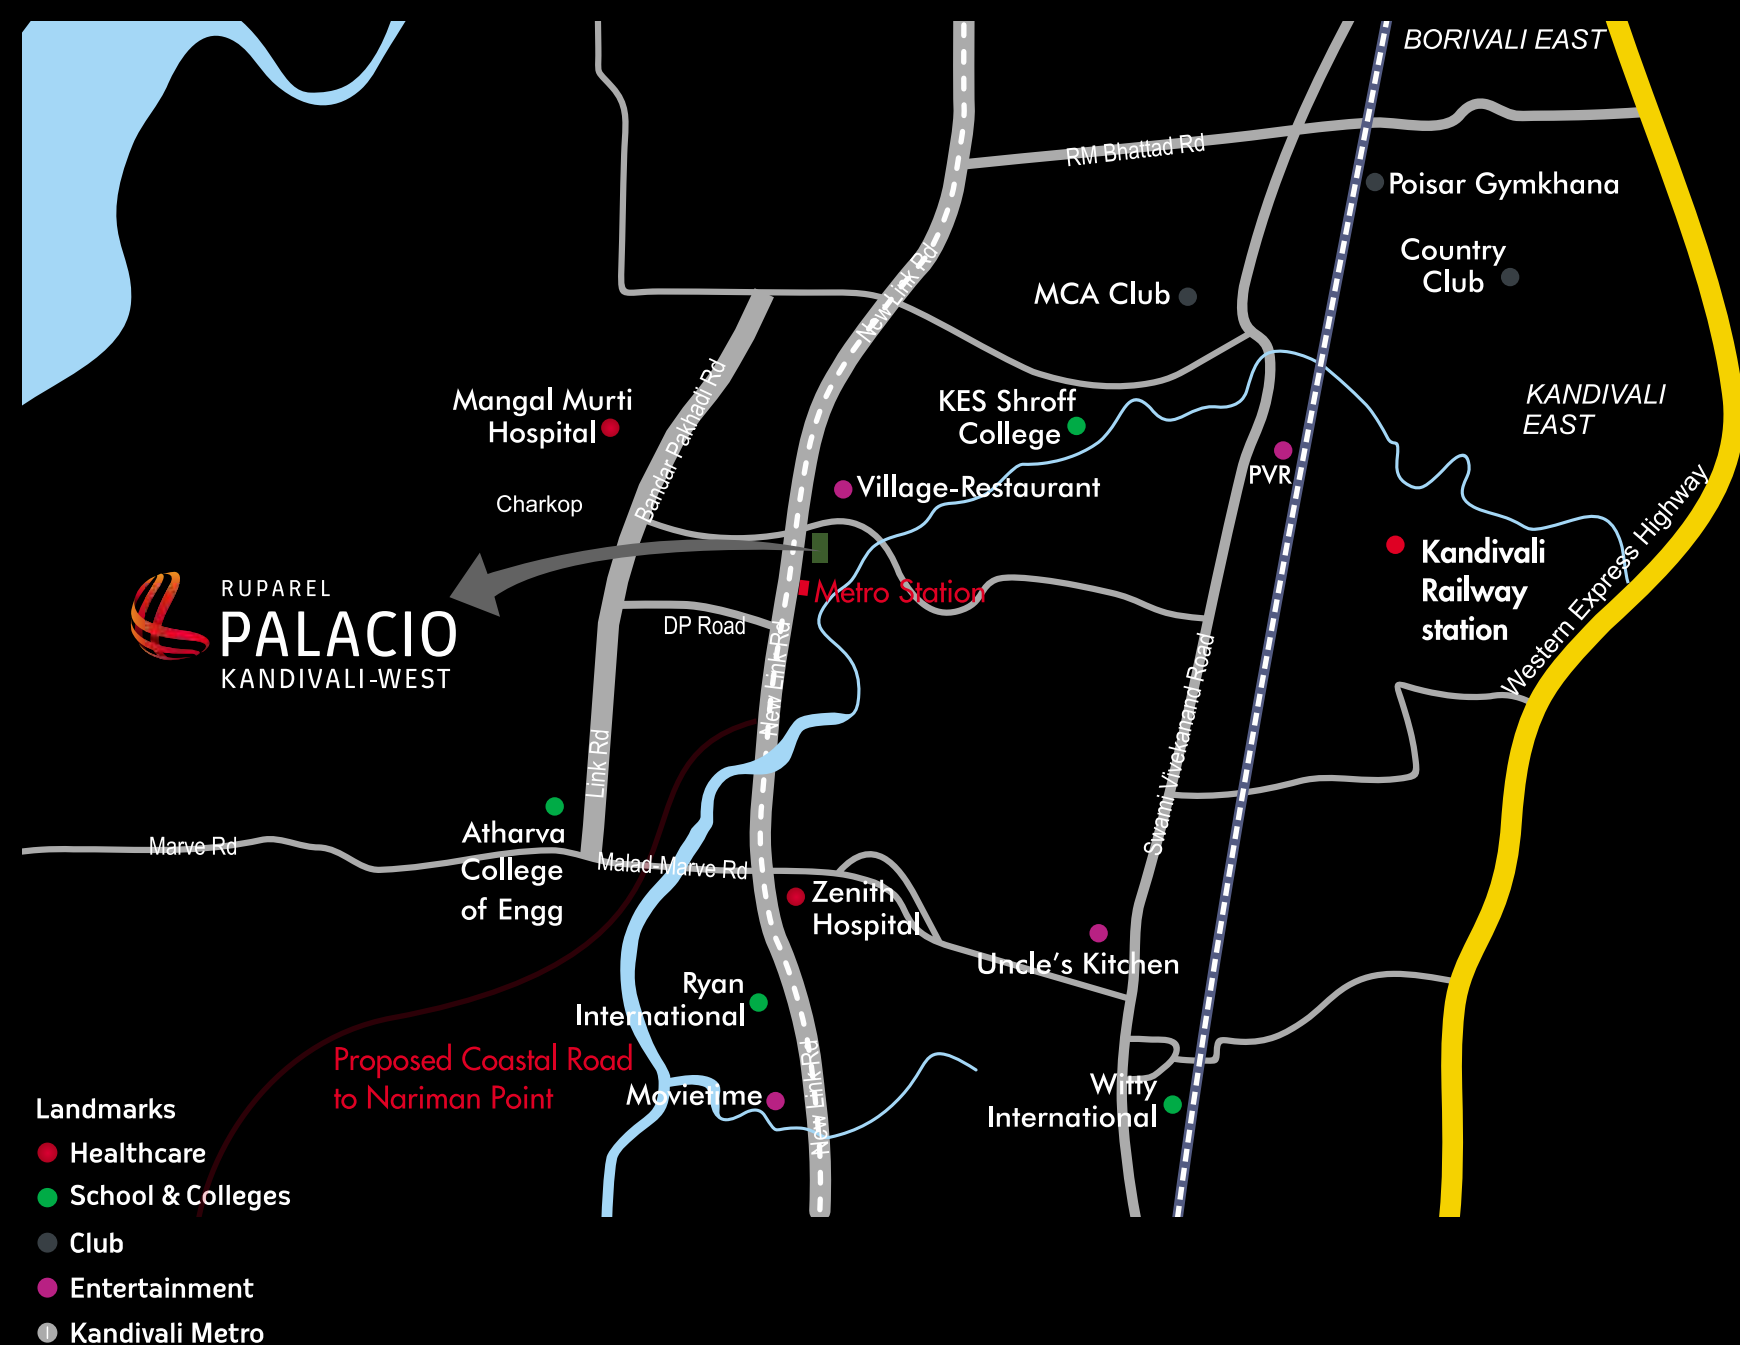 BORIVALI EAST
RM Bhattad Rd
Poisar Gymkhana
Country
Club
New Link Rd
MCA Club
Bandar Pakhadi Rd
Mangal Murti
Hospital
KES Shroff
College
KANDIVALI
EAST
PVR
Village-Restaurant
Charkop
Western Express Highway
Kandivali
Railway
station
RUPAREL
PALACIO
KANDIVALI-WEST
Metro Station
DP Road
New Link Rd
Swami Vivekanand Road
Link Rd
Atharva
College
of Engg
Marve Rd
Malad-Marve Rd
Zenith
Hospital
Uncle's Kitchen
Ryan
International
Proposed Coastal Road
to Nariman Point
New Link Rd
Movietime
Witty
International
Landmarks
Healthcare
School & Colleges
Club
Entertainment
Kandivali Metro